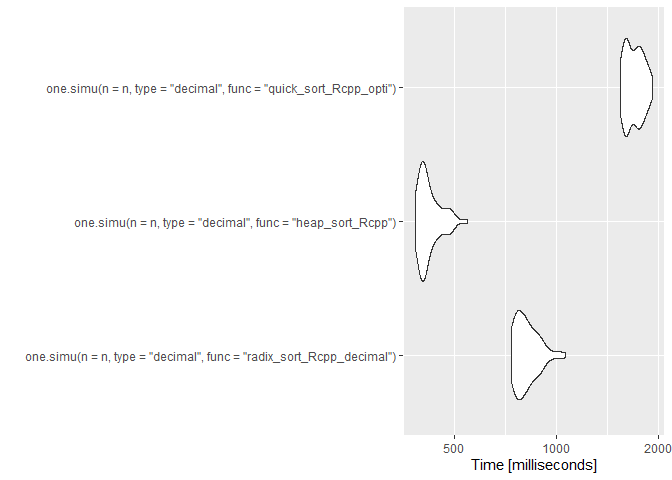 one.simu(n = n, type = "decimal", func = "quick_sort_Rcpp_opti")
one.simu(n = n, type = "decimal", func = "heap_sort_Rcpp")
one.simu(n = n, type = "decimal", func = "radix_sort_Rcpp_decimal")
500 1000 2000
Time [milliseconds]